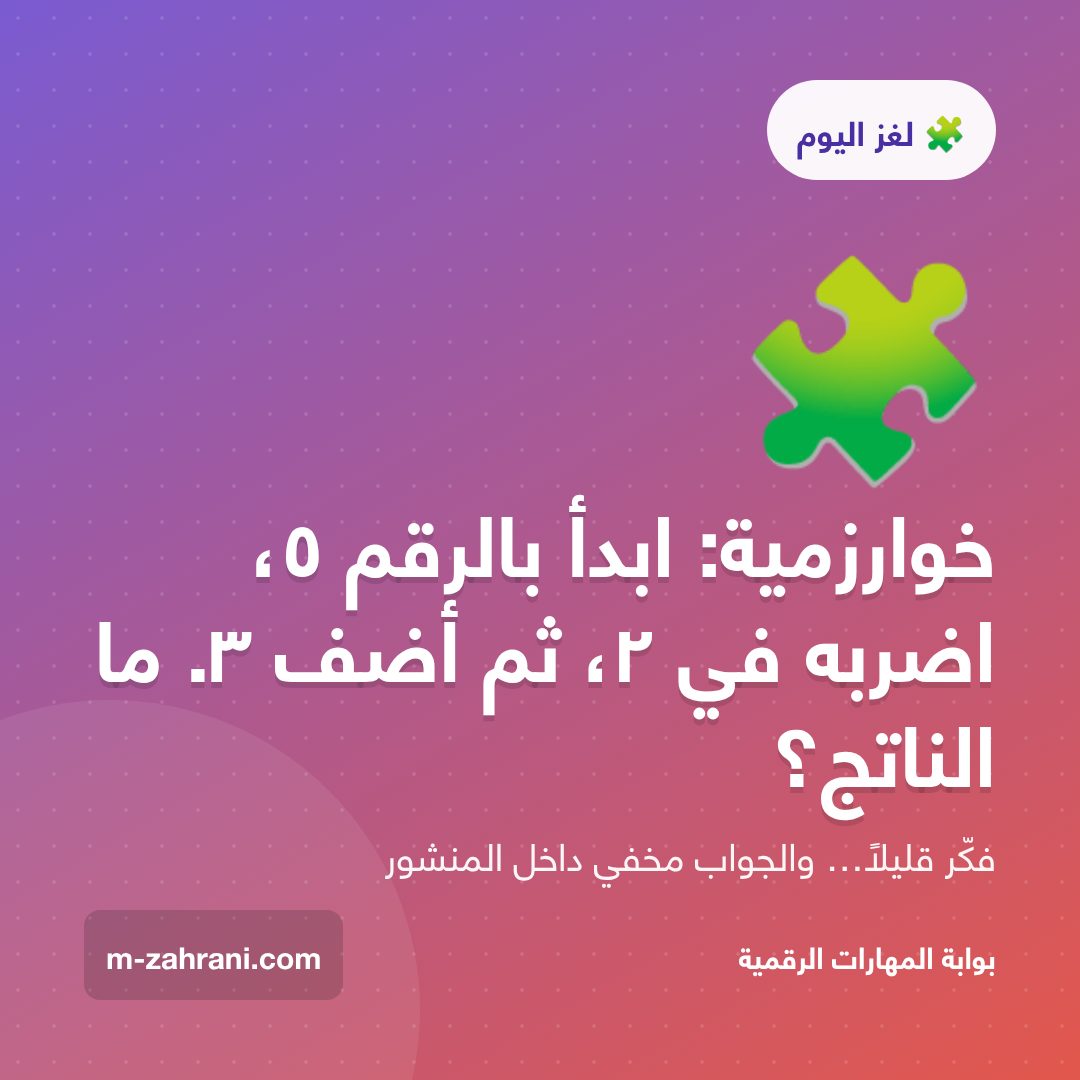 🧩 لغز اليوم
خوارزمية: ابدأ بالرقم ٥،
اضربه في ٢، ثم أضف ٣. ما
الناتج؟
فكّر قليلاً… والجواب مخفي داخل المنشور
بوابة المهارات الرقمية
m-zahrani.com